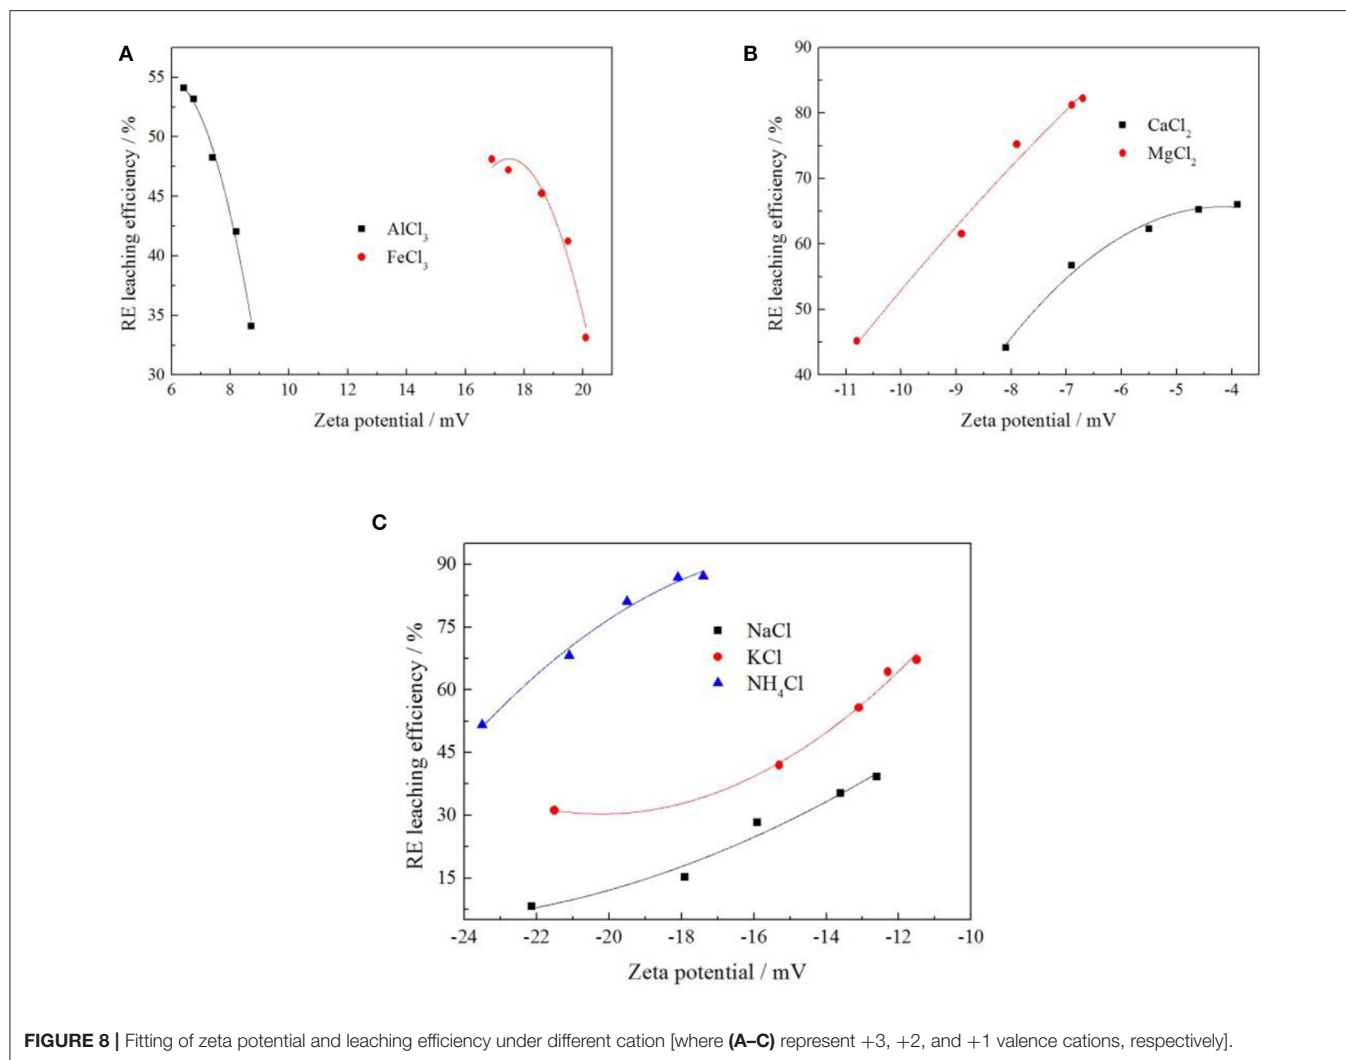 A
RE leaching efficiency / %
55
50
45
40
35
30
AlCl3
FeCl3
6 8 10 12 14 16 18 20
Zeta potential / mV
B
RE leaching efficiency / %
90
80
70
60
50
40
CaCl2
MgCl2
-11 -10 -9 -8 -7 -6 -5 -4
Zeta potential / mV
C
RE leaching efficiency / %
90
75
60
45
30
15
NaCl
KCl
NH4Cl
-24 -22 -20 -18 -16 -14 -12 -10
Zeta potential / mV
FIGURE 8 | Fitting of zeta potential and leaching efficiency under different cation [where (A–C) represent +3, +2, and +1 valence cations, respectively].